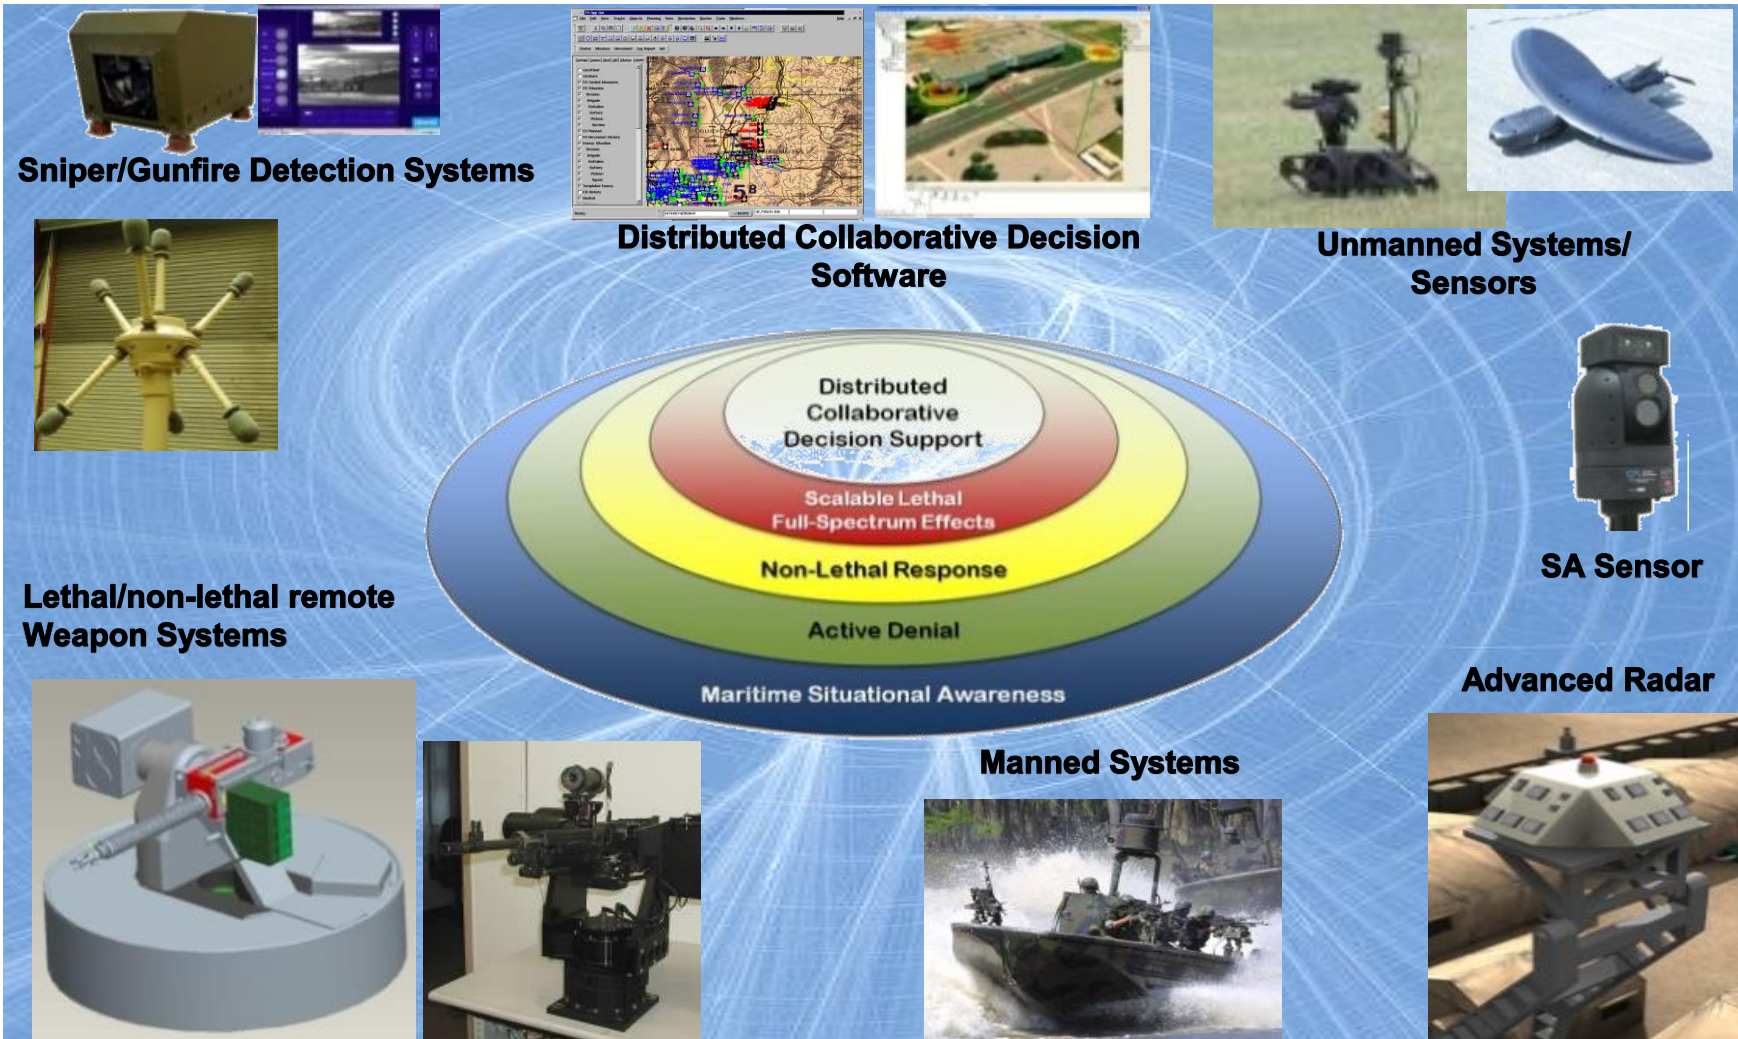 Sniper/Gunfire Detection Systems
Distributed Collaborative Decision
Software
Unmanned Systems/
Sensors
Distributed
Collaborative
Decision Support
Scalable Lethal
Full-Spectrum Effects
Non-Lethal Response
Active Denial
Maritime Situational Awareness
SA Sensor
Lethal/non-lethal remote
Weapon Systems
Advanced Radar
Manned Systems
58